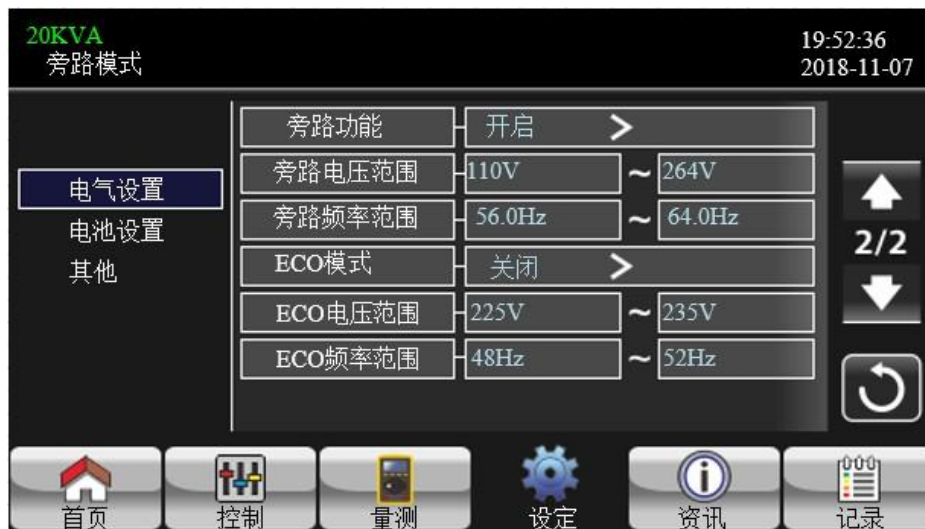 20KVA
旁路模式
19:52:36
2018-11-07
电气设置
电池设置
其他
旁路功能 开启 >
旁路电压范围 110V ~ 264V
旁路频率范围 56.0Hz ~ 64.0Hz
ECO模式 关闭 >
ECO电压范围 225V ~ 235V
ECO频率范围 48Hz ~ 52Hz
2/2
首页 控制 量测 设定 资讯 记录